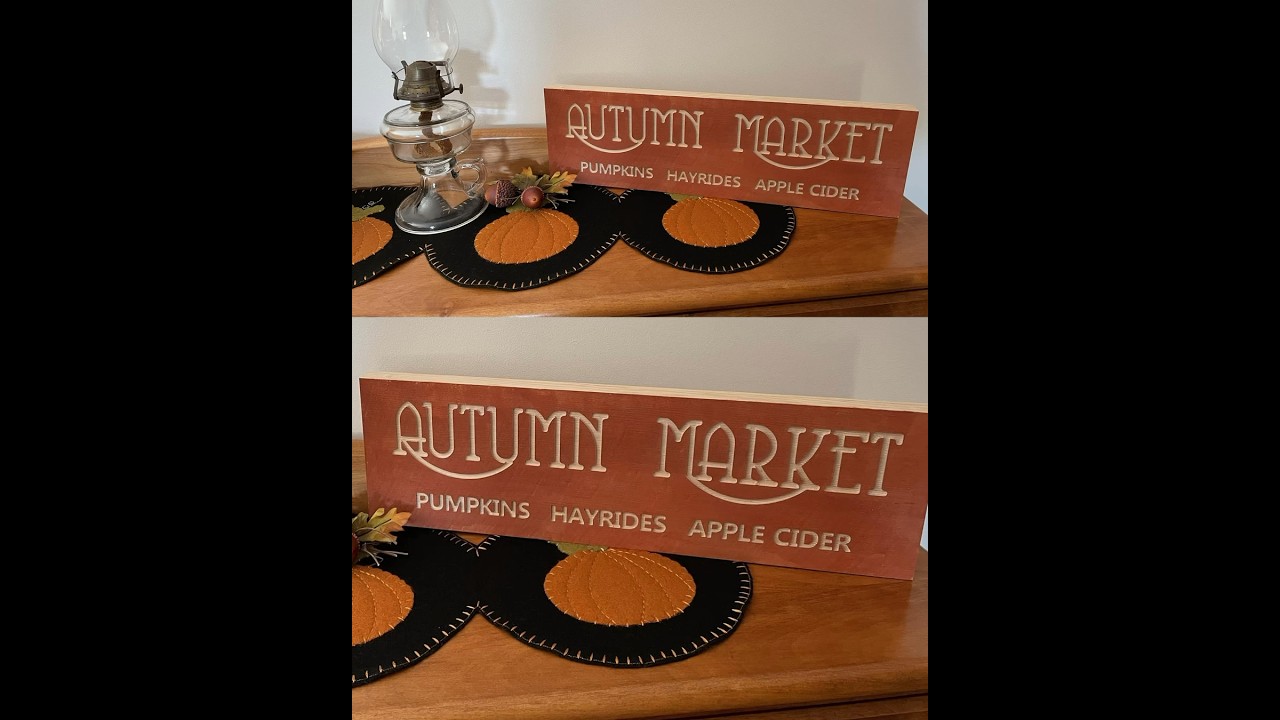 AUTUMN MARKET
PUMPKINS HAYRIDES APPLE CIDER
AUTUMN MARKET
PUMPKINS HAYRIDES APPLE CIDER